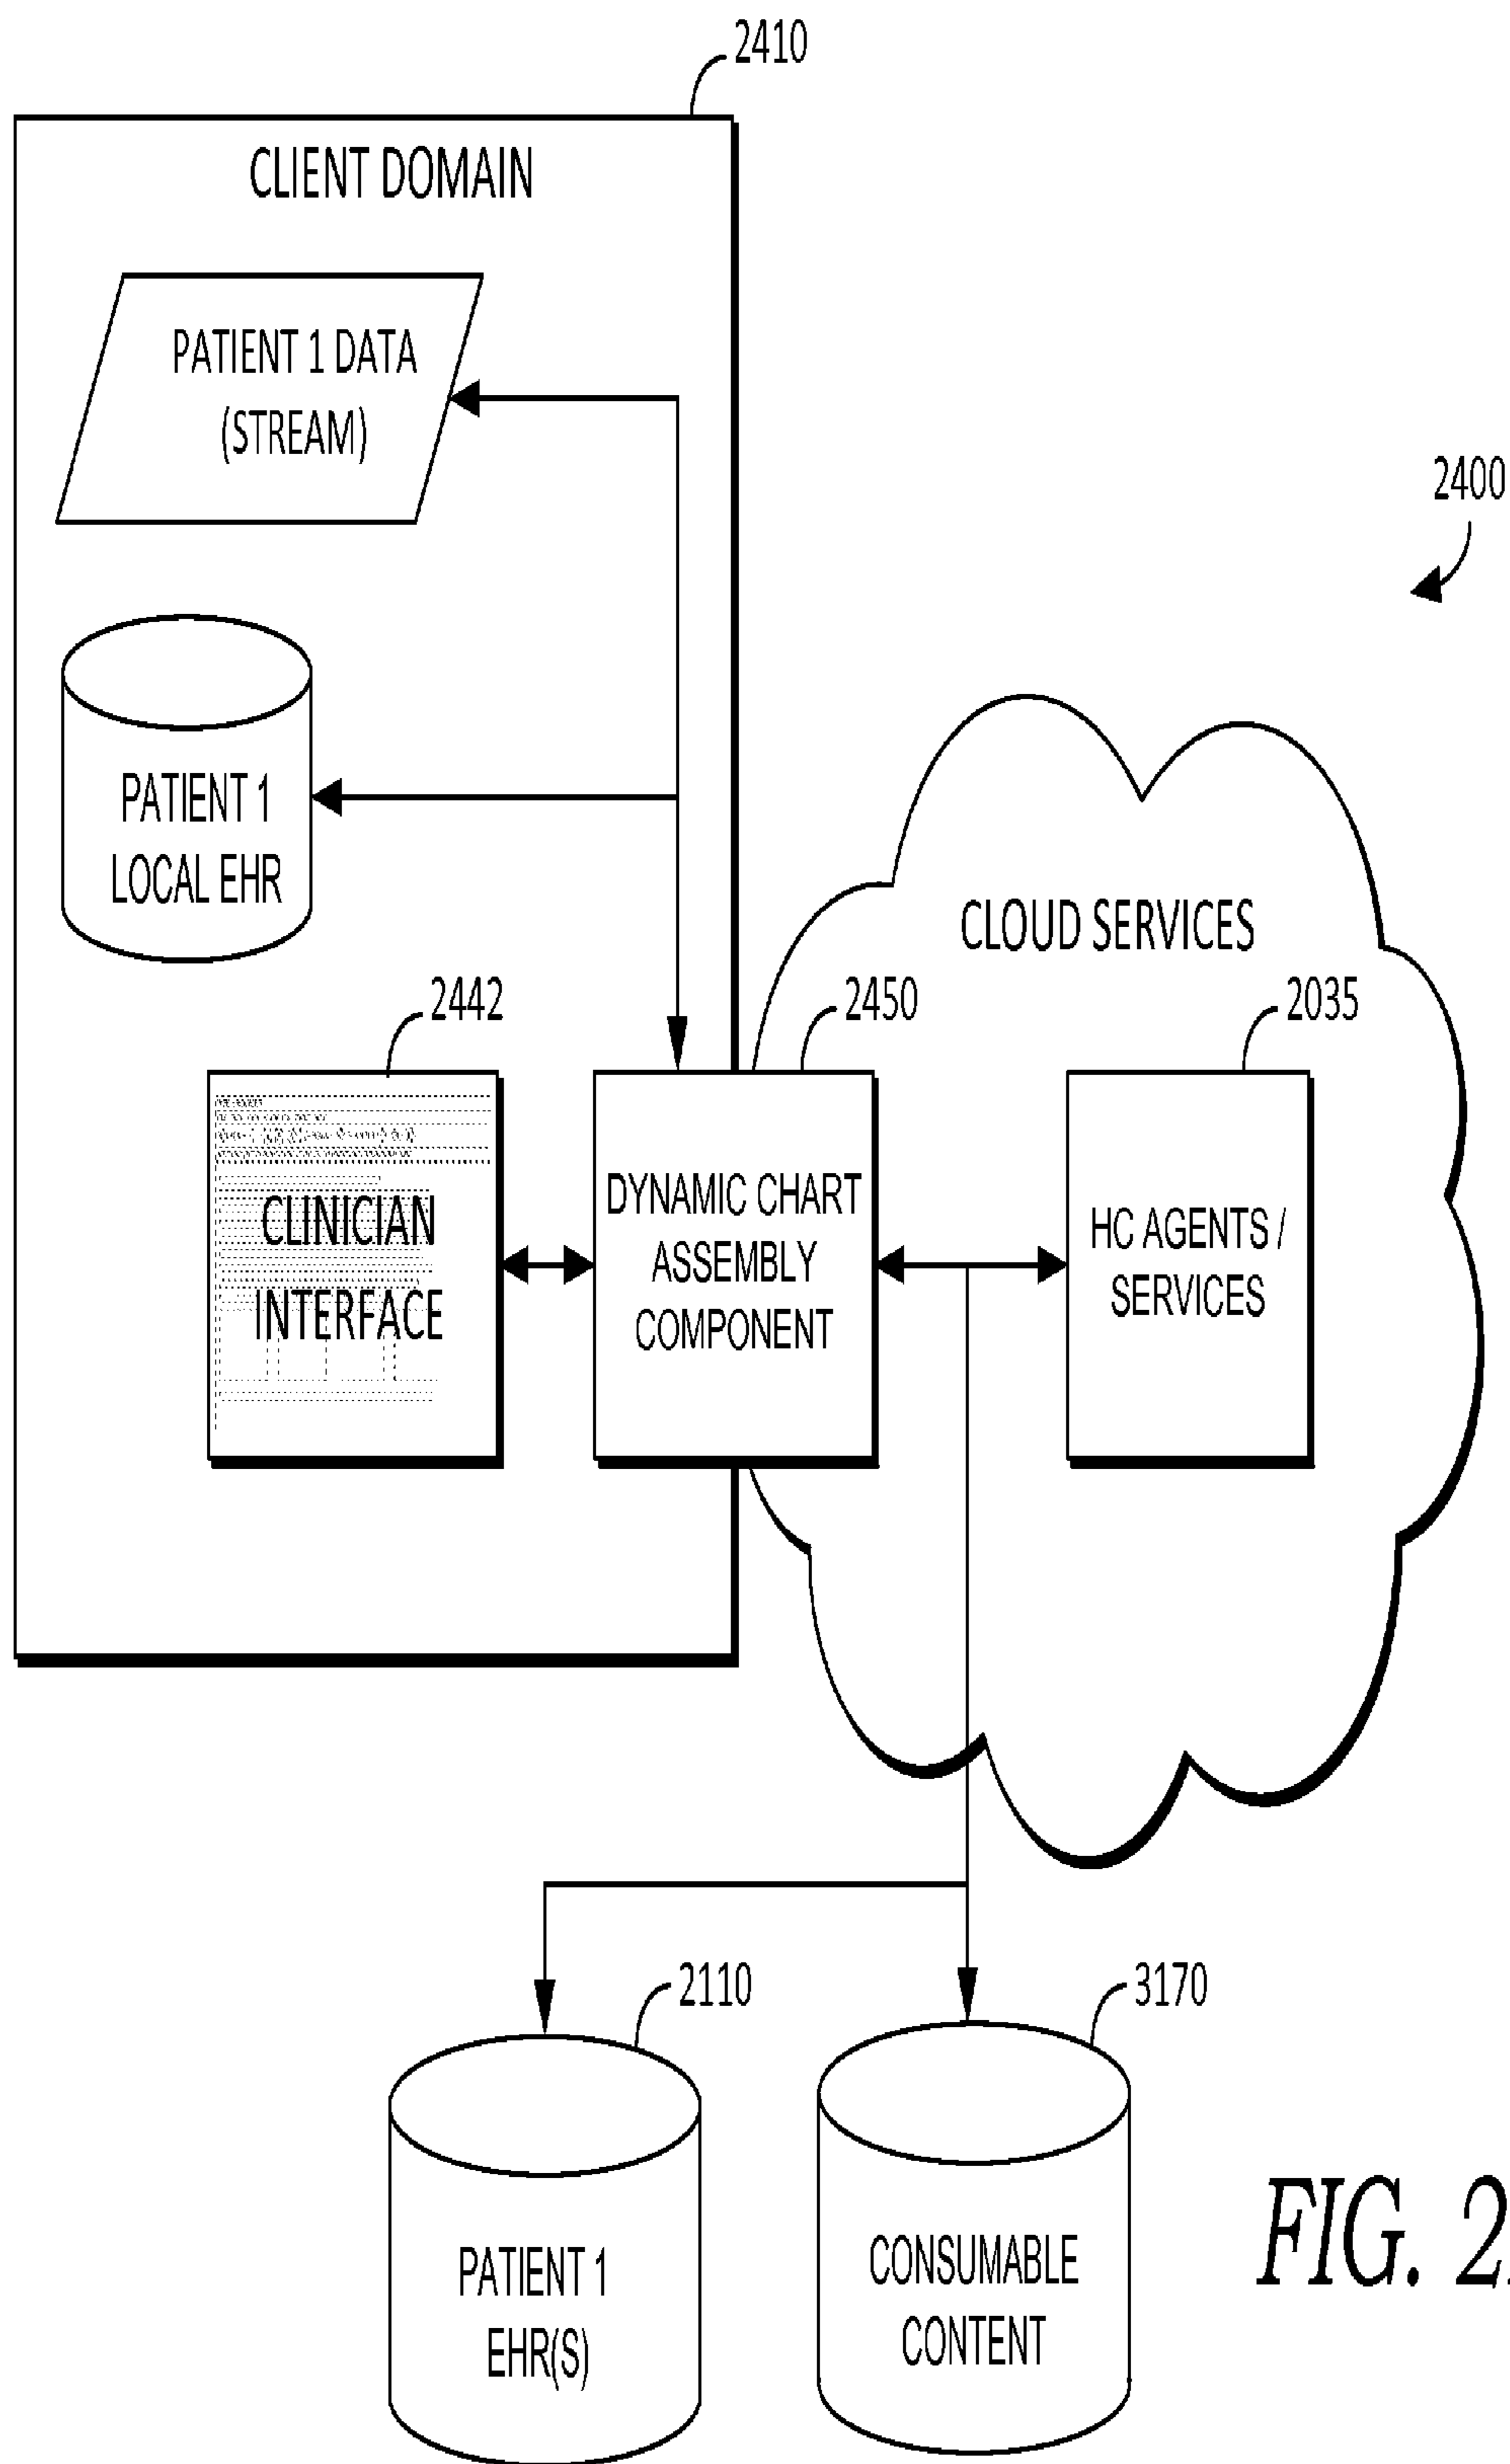 2410
CLIENT DOMAIN
PATIENT 1 DATA
(STREAM)
2400
PATIENT 1
LOCAL EHR
CLOUD SERVICES
2442
2450
2035
CLINICIAN
INTERFACE
DYNAMIC CHART
ASSEMBLY
COMPONENT
HC AGENTS /
SERVICES
2110
3170
PATIENT 1
EHR(S)
CONSUMABLE
CONTENT
FIG. 2